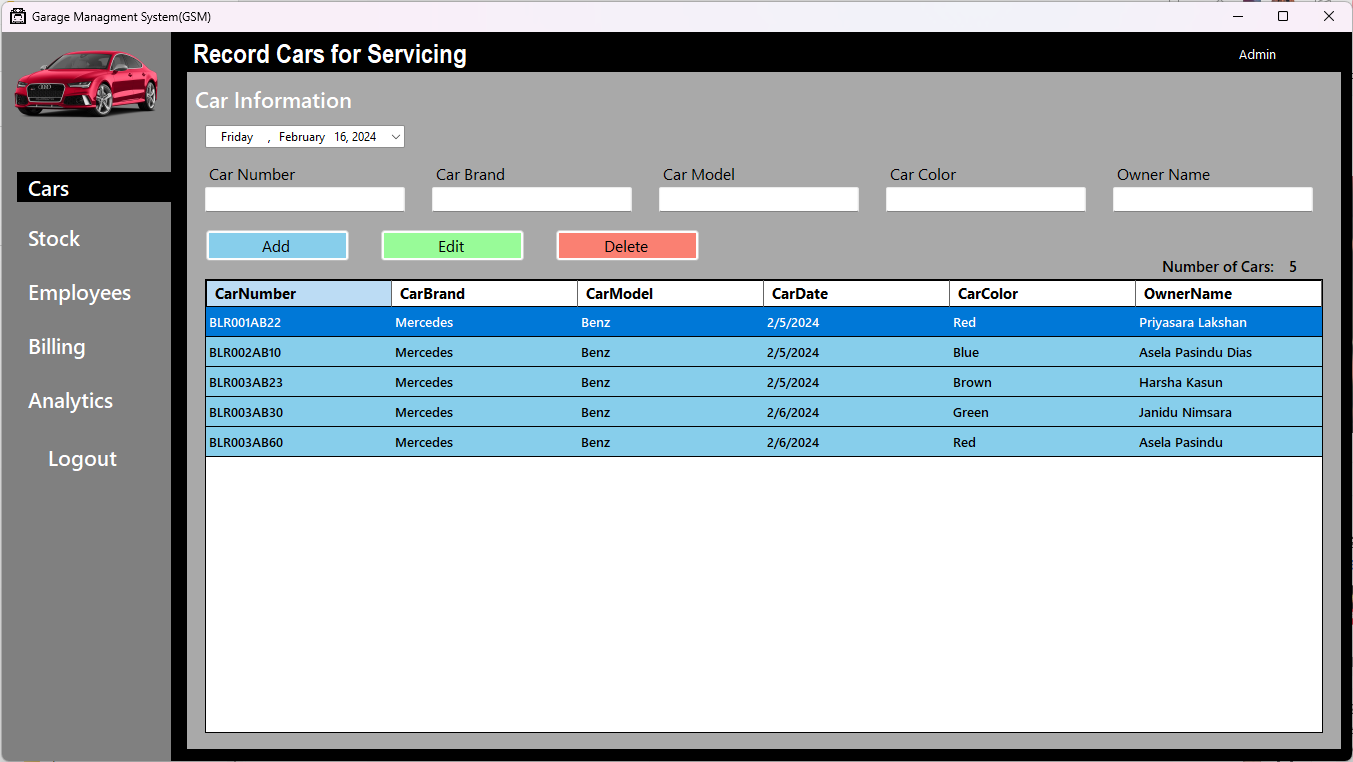 Garage Managment System(GSM)
Record Cars for Servicing
Admin
Cars
Stock
Employees
Billing
Analytics
Logout
Car Information
Friday , February 16, 2024
Car Number Car Brand Car Model Car Color Owner Name
Add Edit Delete
Number of Cars: 5
CarNumber CarBrand CarModel CarDate CarColor OwnerName
BLR001AB22 Mercedes Benz 2/5/2024 Red Priyasara Lakshan
BLR002AB10 Mercedes Benz 2/5/2024 Blue Asela Pasindu Dias
BLR003AB23 Mercedes Benz 2/5/2024 Brown Harsha Kasun
BLR003AB30 Mercedes Benz 2/6/2024 Green Janidu Nimsara
BLR003AB60 Mercedes Benz 2/6/2024 Red Asela Pasindu